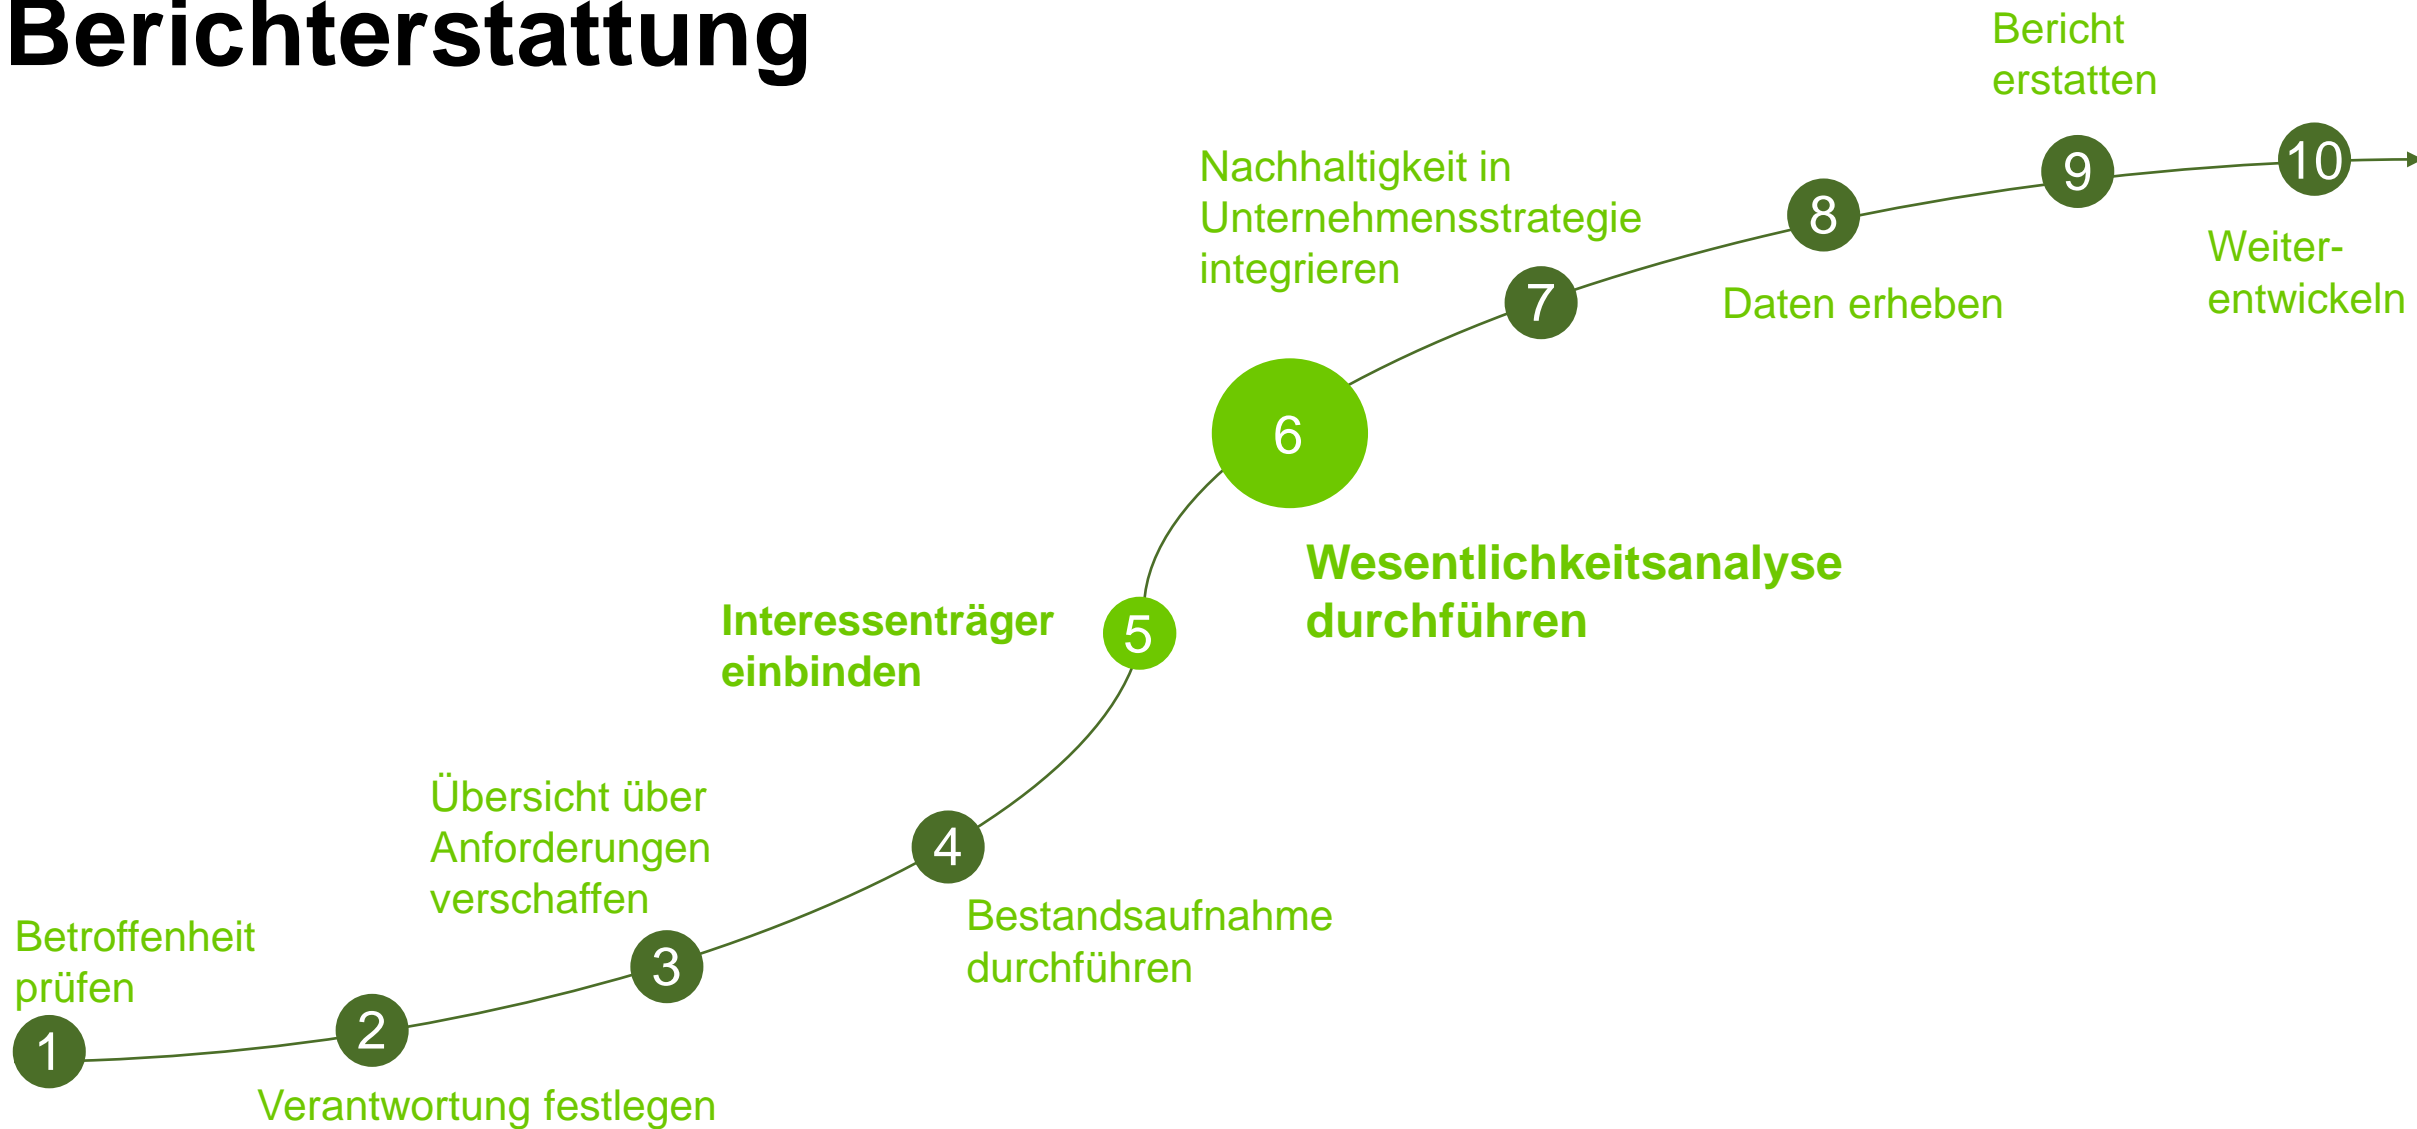 Berichterstattung
1
Betroffenheit
prüfen
2
Verantwortung festlegen
3
Übersicht über
Anforderungen
verschaffen
4
Bestandsaufnahme
durchführen
5
Interessenträger
einbinden
6
Wesentlichkeitsanalyse
durchführen
7
Nachhaltigkeit in
Unternehmensstrategie
integrieren
8
Daten erheben
9
Bericht
erstatten
10
Weiter-
entwickeln